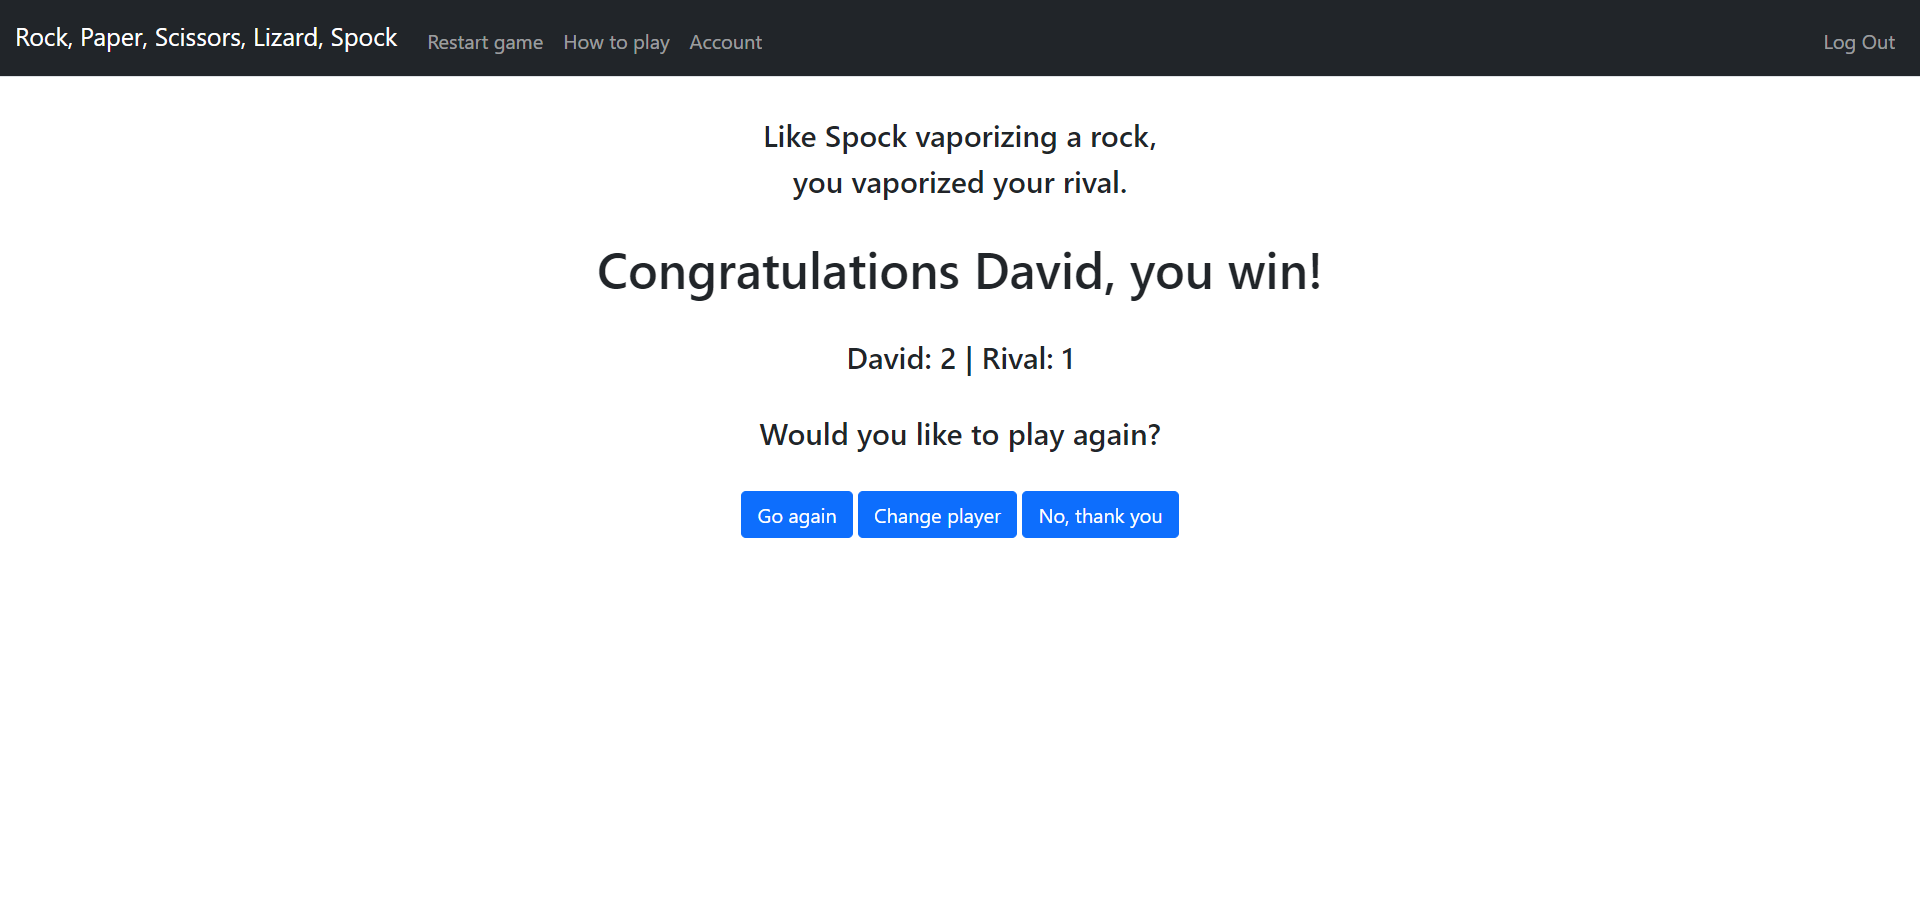 Rock, Paper, Scissors, Lizard, Spock Restart game How to play Account Log Out
Like Spock vaporizing a rock,
you vaporized your rival.
Congratulations David, you win!
David: 2 | Rival: 1
Would you like to play again?
Go again Change player No, thank you